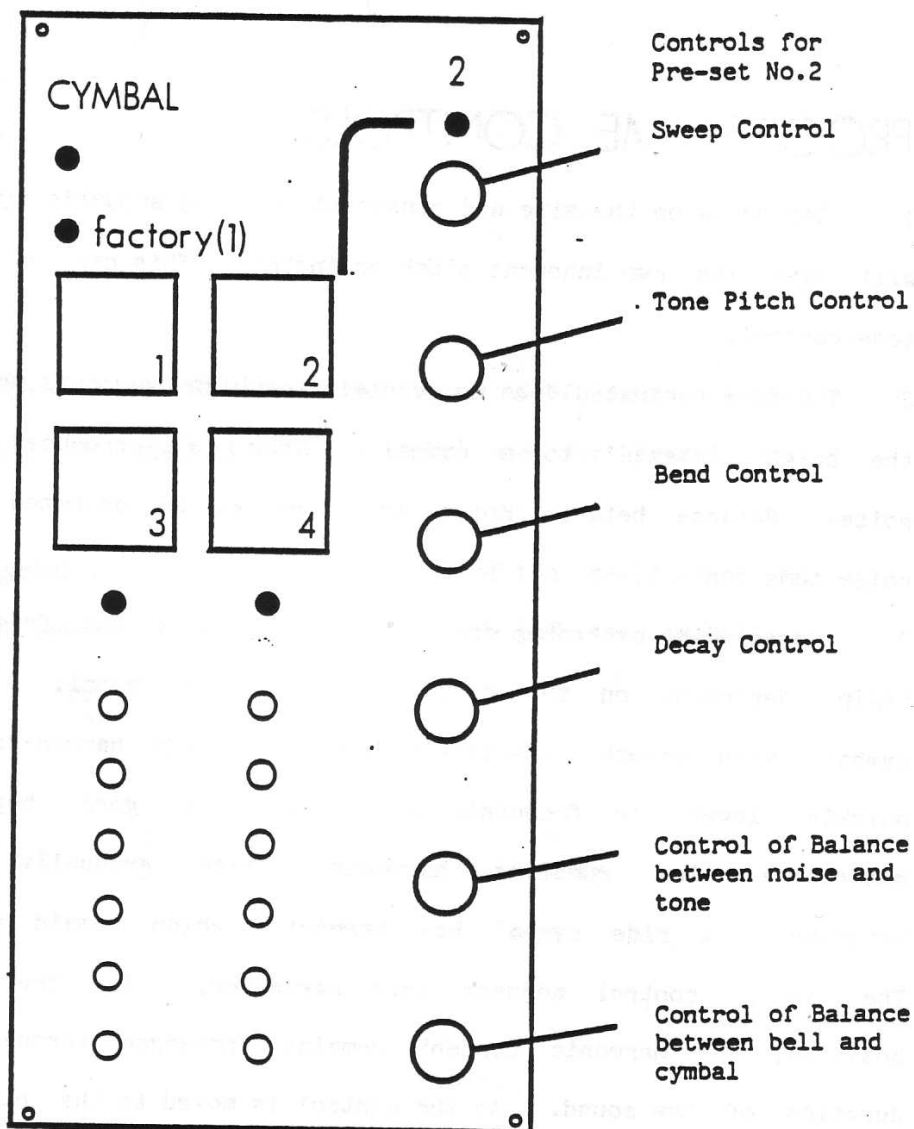 CYMBAL
2
factory(1)
1
2
3
4
Controls for
Pre-set No.2
Sweep Control
Tone Pitch Control
Bend Control
Decay Control
Control of Balance
between noise and
tone
Control of Balance
between bell and
cymbal